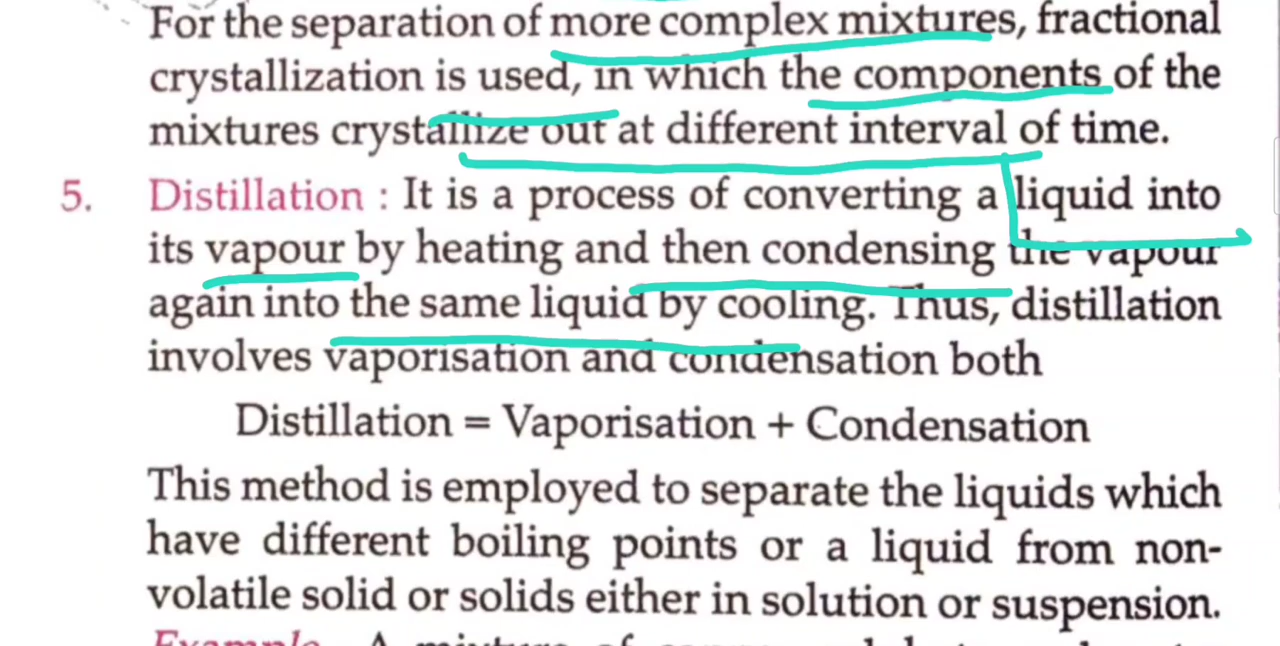 For the separation of more complex mixtures, fractional
crystallization is used, in which the components of the
mixtures crystallize out at different interval of time.
5. Distillation : It is a process of converting a liquid into
its vapour by heating and then condensing the vapour
again into the same liquid by cooling. Thus, distillation
involves vaporisation and condensation both
Distillation = Vaporisation + Condensation
This method is employed to separate the liquids which
have different boiling points or a liquid from non-
volatile solid or solids either in solution or suspension.
Example A mixture of